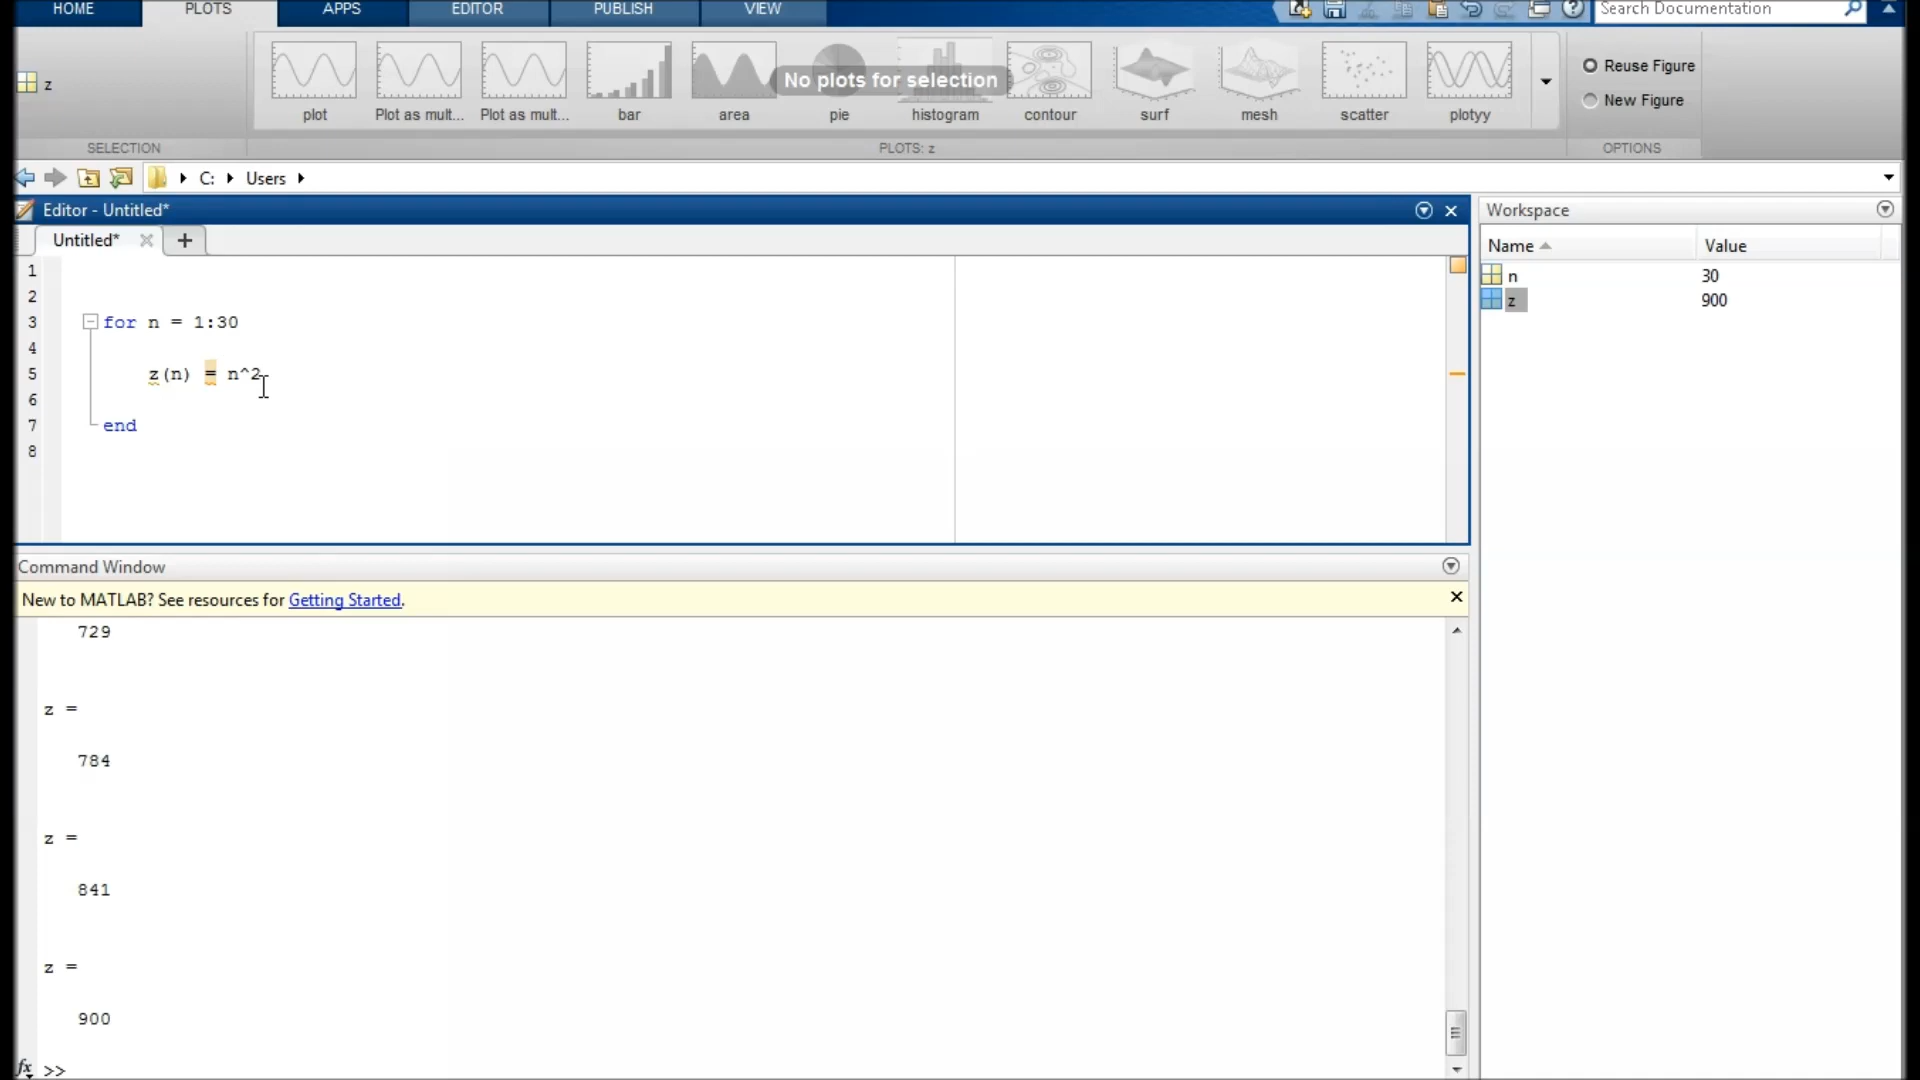 HOME PLOTS APPS EDITOR PUBLISH VIEW Search Documentation
z
No plots for selection
plot Plot as mult... Plot as mult... bar area pie histogram contour surf mesh scatter plotyy
Reuse Figure
New Figure
SELECTION PLOTS: z OPTIONS
C: Users
Editor - Untitled*
Untitled*
1
2
3 for n = 1:30
4
5 z(n) = n^2
6
7 end
8
Workspace
Name Value
n 30
z 900
Command Window
New to MATLAB? See resources for Getting Started.
729
z =
784
z =
841
z =
900
fx >>